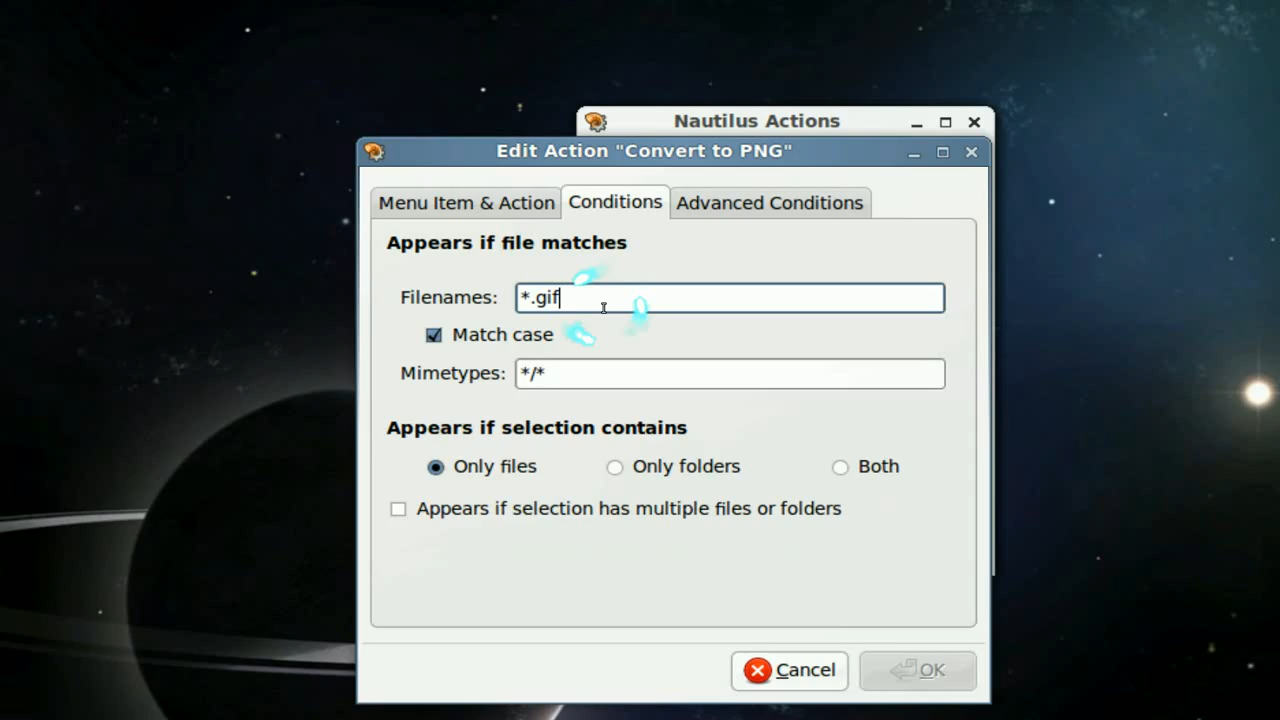 Nautilus Actions
Edit Action "Convert to PNG"
Menu Item & Action Conditions Advanced Conditions
Appears if file matches
Filenames: *.gif
Match case
Mimetypes: */*
Appears if selection contains
Only files Only folders Both
Appears if selection has multiple files or folders
Cancel OK